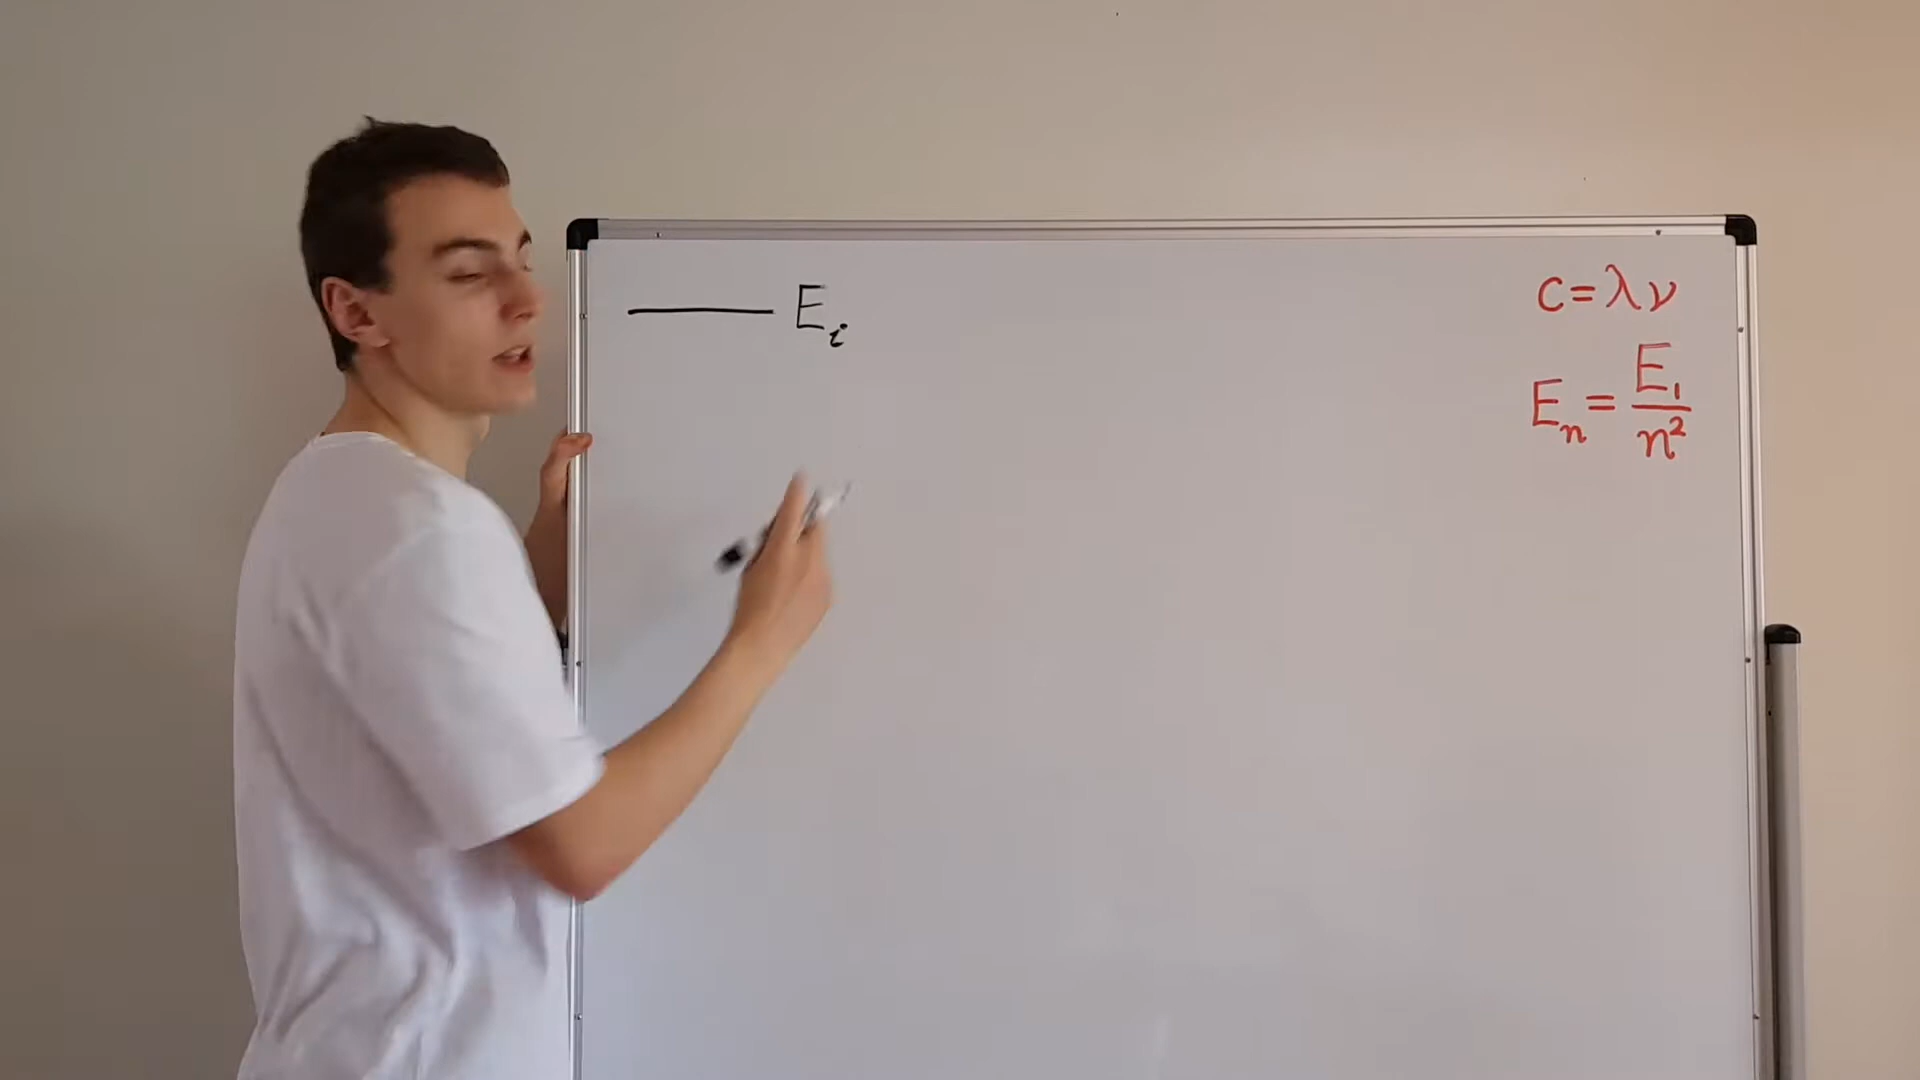 E_i
c=λν
E_n = E_1/n²